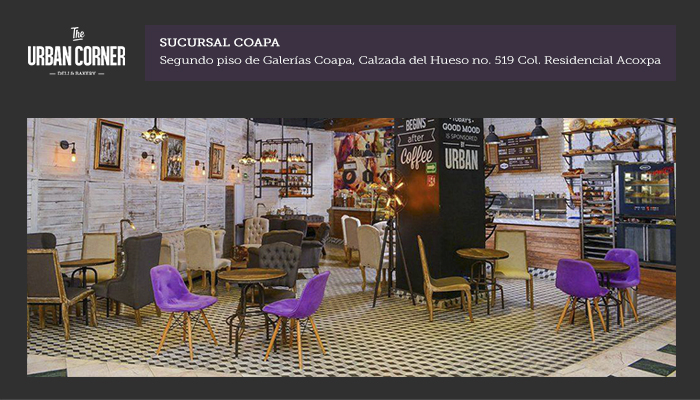 The
URBAN CORNER
DELI & BAKERY
SUCURSAL COAPA
Segundo piso de Galerías Coapa, Calzada del Hueso no. 519 Col. Residencial Acoxpa
BEGINS
after
Coffee
TODAY'S
GOOD MOOD
IS SPONSORED
BY
URBAN